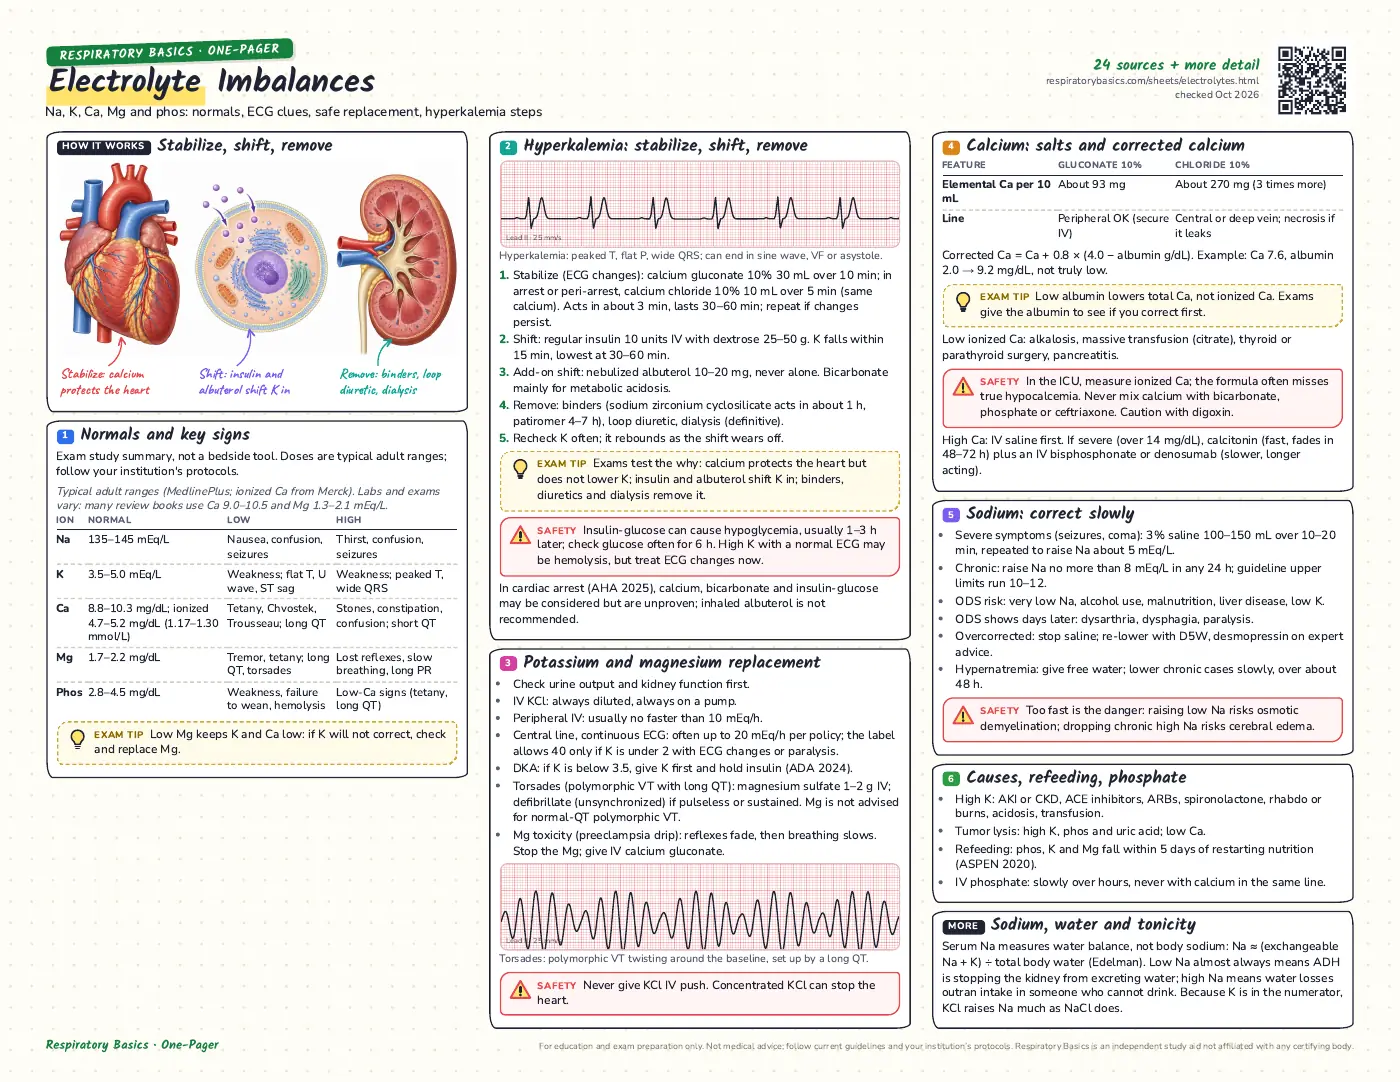 RESPIRATORY BASICS · ONE-PAGER
Electrolyte Imbalances
Na, K, Ca, Mg and phos: normals, ECG clues, safe replacement, hyperkalemia steps
24 sources + more detail
respiratorybasics.com/sheets/electrolytes.html
checked Oct 2026
HOW IT WORKS Stabilize, shift, remove
Stabilize: calcium
protects the heart
Shift: insulin and
albuterol shift K in
Remove: binders, loop
diuretic, dialysis
1 Normals and key signs
Exam study summary, not a bedside tool. Doses are typical adult ranges;
follow your institution's protocols.
Typical adult ranges (MedlinePlus; ionized Ca from Merck). Labs and exams
vary: many review books use Ca 9.0–10.5 and Mg 1.3–2.1 mEq/L.
ION NORMAL LOW HIGH
Na 135–145 mEq/L Nausea, confusion, Thirst, confusion,
seizures seizures
K 3.5–5.0 mEq/L Weakness; flat T, U Weakness; peaked T,
wave, ST sag wide QRS
Ca 8.8–10.3 mg/dL; ionized Tetany, Chvostek, Stones, constipation,
4.7–5.2 mg/dL (1.17–1.30 Trousseau; long QT confusion; short QT
mmol/L)
Mg 1.7–2.2 mg/dL Tremor, tetany; long Lost reflexes, slow
QT, torsades breathing, long PR
Phos 2.8–4.5 mg/dL Weakness, failure Low-Ca signs (tetany,
to wean, hemolysis long QT)
EXAM TIP Low Mg keeps K and Ca low: if K will not correct, check
and replace Mg.
2 Hyperkalemia: stabilize, shift, remove
Lead II · 25 mm/s
Hyperkalemia: peaked T, flat P, wide QRS; can end in sine wave, VF or asystole.
1. Stabilize (ECG changes): calcium gluconate 10% 30 mL over 10 min; in
arrest or peri-arrest, calcium chloride 10% 10 mL over 5 min (same
calcium). Acts in about 3 min, lasts 30–60 min; repeat if changes
persist.
2. Shift: regular insulin 10 units IV with dextrose 25–50 g. K falls within
15 min, lowest at 30–60 min.
3. Add-on shift: nebulized albuterol 10–20 mg, never alone. Bicarbonate
mainly for metabolic acidosis.
4. Remove: binders (sodium zirconium cyclosilicate acts in about 1 h,
patiromer 4–7 h), loop diuretic, dialysis (definitive).
5. Recheck K often; it rebounds as the shift wears off.
EXAM TIP Exams test the why: calcium protects the heart but
does not lower K; insulin and albuterol shift K in; binders,
diuretics and dialysis remove it.
SAFETY Insulin-glucose can cause hypoglycemia, usually 1–3 h
later; check glucose often for 6 h. High K with a normal ECG may
be hemolysis, but treat ECG changes now.
In cardiac arrest (AHA 2025), calcium, bicarbonate and insulin-glucose
may be considered but are unproven; inhaled albuterol is not
recommended.
3 Potassium and magnesium replacement
• Check urine output and kidney function first.
• IV KCl: always diluted, always on a pump.
• Peripheral IV: usually no faster than 10 mEq/h.
• Central line, continuous ECG: often up to 20 mEq/h per policy; the label
allows 40 only if K is under 2 with ECG changes or paralysis.
• DKA: if K is below 3.5, give K first and hold insulin (ADA 2024).
• Torsades (polymorphic VT with long QT): magnesium sulfate 1–2 g IV;
defibrillate (unsynchronized) if pulseless or sustained. Mg is not advised
for normal-QT polymorphic VT.
• Mg toxicity (preeclampsia drip): reflexes fade, then breathing slows.
Stop the Mg; give IV calcium gluconate.
Torsades: polymorphic VT twisting around the baseline, set up by a long QT.
SAFETY Never give KCl IV push. Concentrated KCl can stop the
heart.
4 Calcium: salts and corrected calcium
FEATURE GLUCONATE 10% CHLORIDE 10%
Elemental Ca per 10 About 93 mg About 270 mg (3 times more)
mL
Line Peripheral OK (secure Central or deep vein; necrosis if
IV) it leaks
Corrected Ca = Ca + 0.8 × (4.0 − albumin g/dL). Example: Ca 7.6, albumin
2.0 → 9.2 mg/dL, not truly low.
EXAM TIP Low albumin lowers total Ca, not ionized Ca. Exams
give the albumin to see if you correct first.
Low ionized Ca: alkalosis, massive transfusion (citrate), thyroid or
parathyroid surgery, pancreatitis.
SAFETY In the ICU, measure ionized Ca; the formula often misses
true hypocalcemia. Never mix calcium with bicarbonate,
phosphate or ceftriaxone. Caution with digoxin.
High Ca: IV saline first. If severe (over 14 mg/dL), calcitonin (fast, fades in
48–72 h) plus an IV bisphosphonate or denosumab (slower, longer
acting).
5 Sodium: correct slowly
• Severe symptoms (seizures, coma): 3% saline 100–150 mL over 10–20
min, repeated to raise Na about 5 mEq/L.
• Chronic: raise Na no more than 8 mEq/L in any 24 h; guideline upper
limits run 10–12.
• ODS risk: very low Na, alcohol use, malnutrition, liver disease, low K.
• ODS shows days later: dysarthria, dysphagia, paralysis.
• Overcorrected: stop saline; re-lower with D5W, desmopressin on expert
advice.
• Hypernatremia: give free water; lower chronic cases slowly, over about
48 h.
SAFETY Too fast is the danger: raising low Na risks osmotic
demyelination; dropping chronic high Na risks cerebral edema.
6 Causes, refeeding, phosphate
• High K: AKI or CKD, ACE inhibitors, ARBs, spironolactone, rhabdo or
burns, acidosis, transfusion.
• Tumor lysis: high K, phos and uric acid; low Ca.
• Refeeding: phos, K and Mg fall within 5 days of restarting nutrition
(ASPEN 2020).
• IV phosphate: slowly over hours, never with calcium in the same line.
MORE Sodium, water and tonicity
Serum Na measures water balance, not body sodium: Na ≈ (exchangeable
Na + K) ÷ total body water (Edelman). Low Na almost always means ADH
is stopping the kidney from excreting water; high Na means water losses
outran intake in someone who cannot drink. Because K is in the numerator,
KCl raises Na much as NaCl does.
Respiratory Basics · One-Pager
For education and exam preparation only. Not medical advice; follow current guidelines and your institution's protocols. Respiratory Basics is an independent study aid not affiliated with any certifying body.